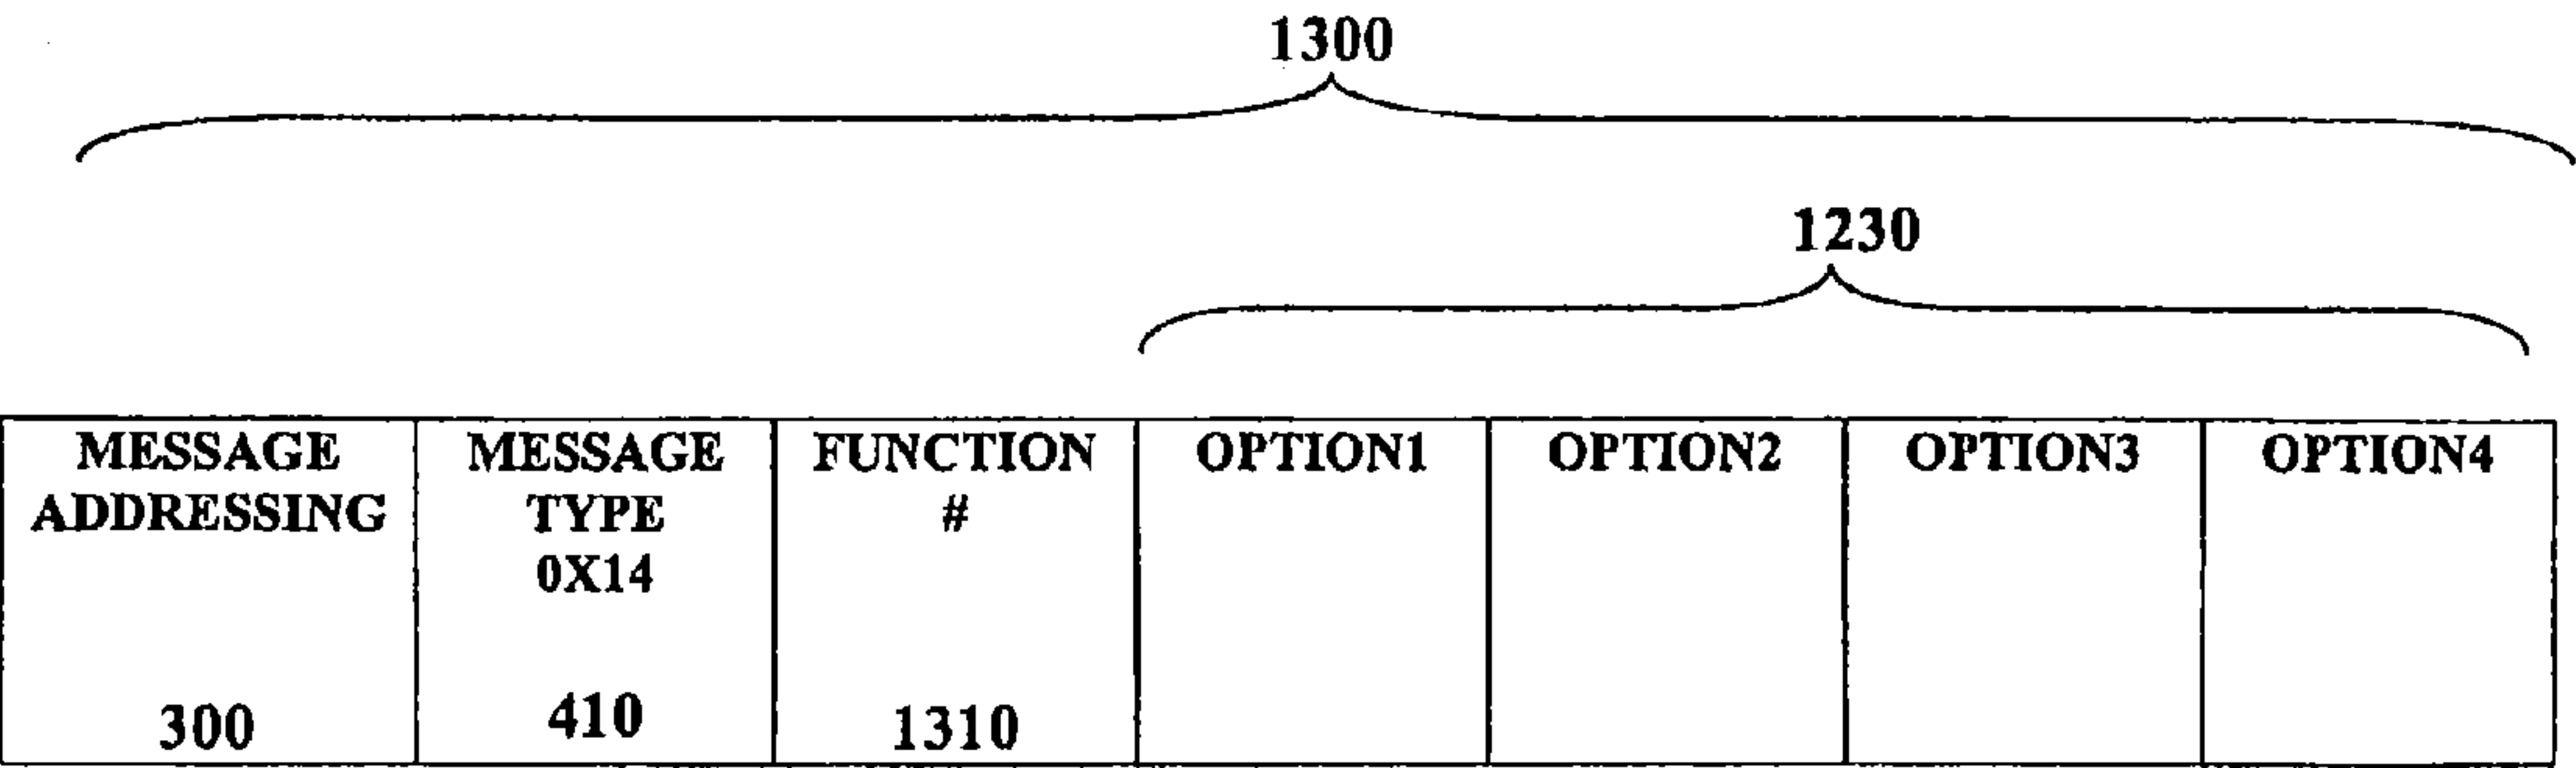 1300
1230
MESSAGE
ADDRESSING
300
MESSAGE
TYPE
0X14
410
FUNCTION
#
1310
OPTION1
OPTION2
OPTION3
OPTION4